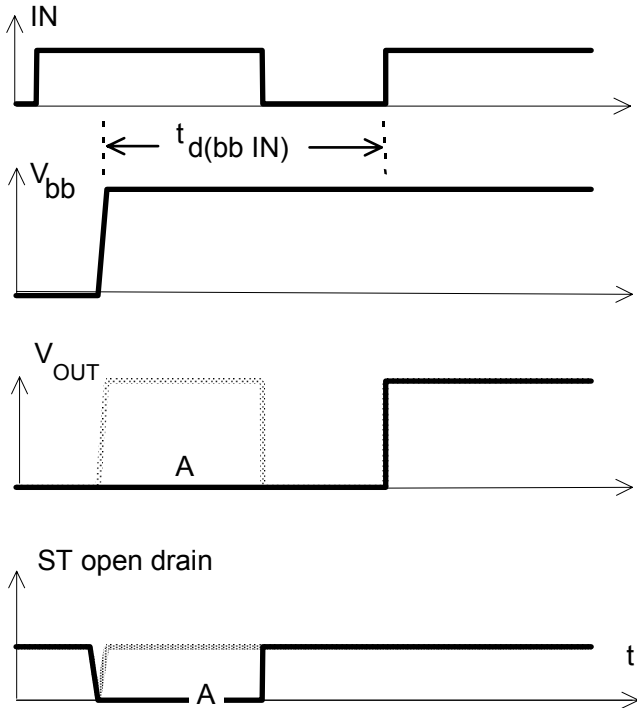 IN
t d(bb IN)
V bb
V OUT
A
ST open drain
t
A